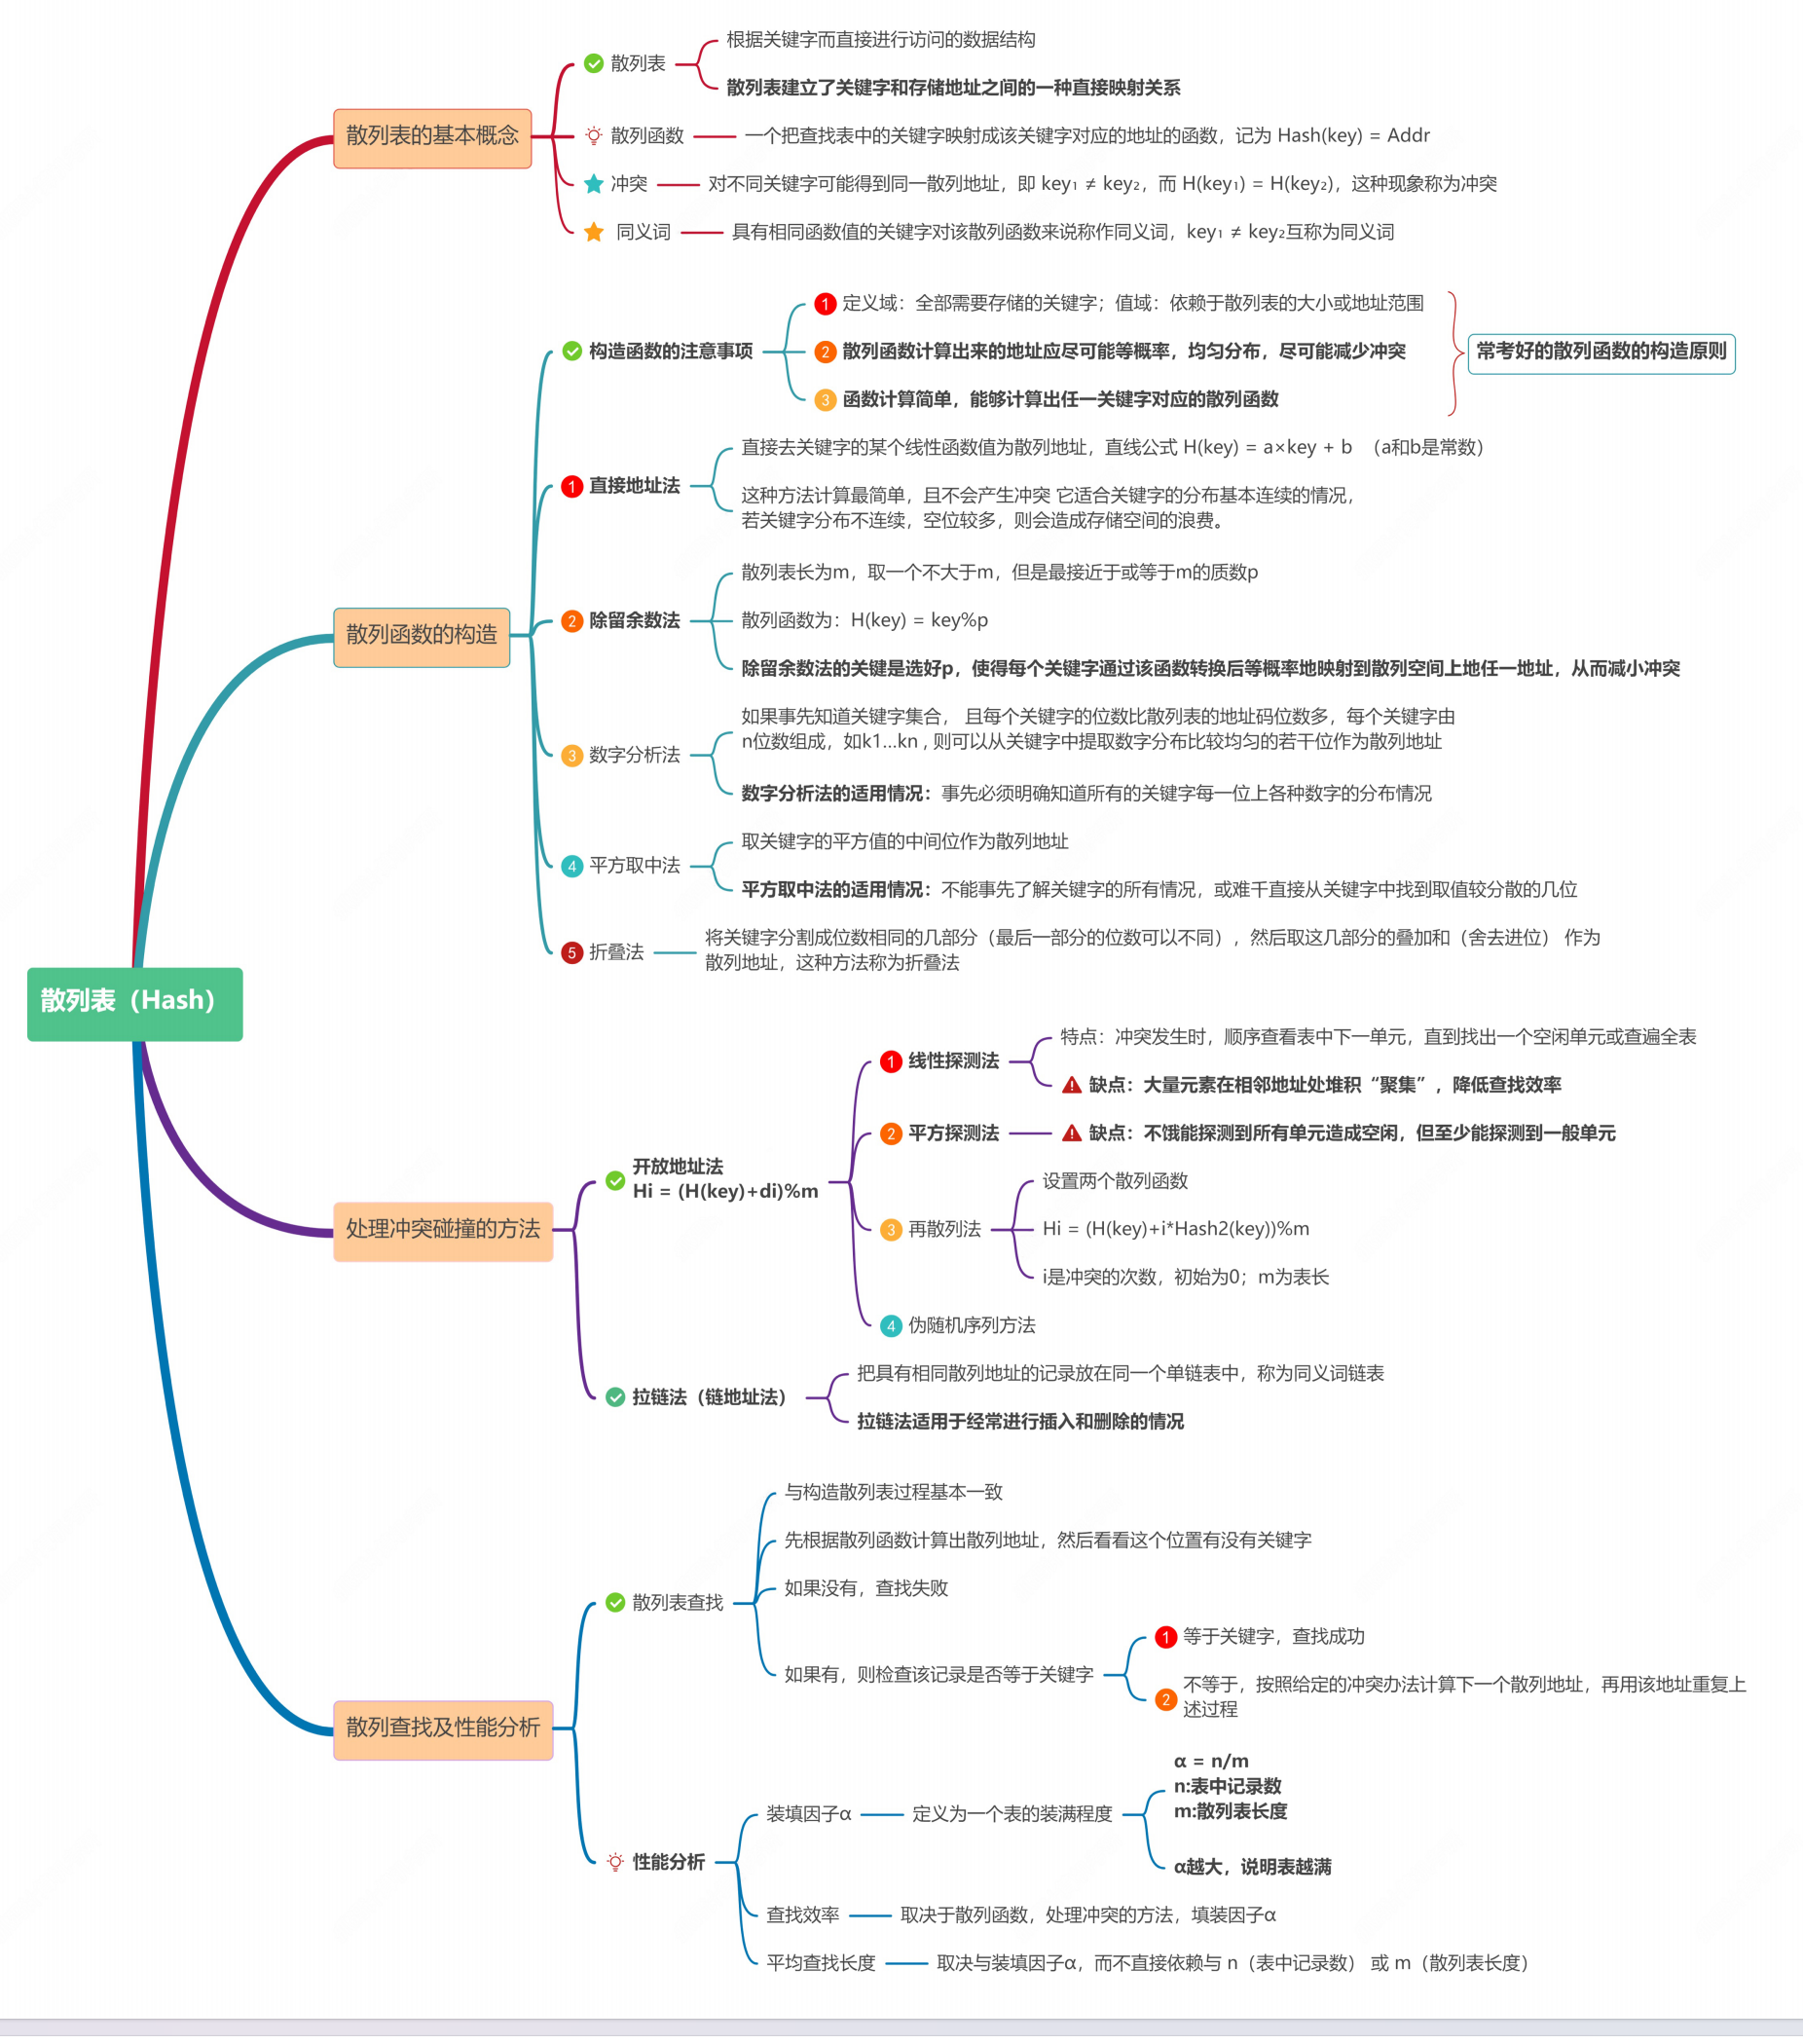 散列表（Hash）
散列表的基本概念
散列表
根据关键字而直接进行访问的数据结构
散列表建立了关键字和存储地址之间的一种直接映射关系
散列函数
一个把查找表中的关键字映射成该关键字对应的地址的函数，记为 Hash(key) = Addr
冲突
对不同关键字可能得到同一散列地址，即 key₁ ≠ key₂，而 H(key₁) = H(key₂)，这种现象称为冲突
同义词
具有相同函数值的关键字对该散列函数来说称作同义词，key₁ ≠ key₂互称为同义词
散列函数的构造
构造函数的注意事项
1 定义域：全部需要存储的关键字；值域：依赖于散列表的大小或地址范围
2 散列函数计算出来的地址应尽可能等概率，均匀分布，尽可能减少冲突
3 函数计算简单，能够计算出任一关键字对应的散列函数
常考好的散列函数的构造原则
1 直接地址法
直接去关键字的某个线性函数值为散列地址，直线公式 H(key) = a×key + b （a和b是常数）
这种方法计算最简单，且不会产生冲突 它适合关键字的分布基本连续的情况，
若关键字分布不连续，空位较多，则会造成存储空间的浪费。
2 除留余数法
散列表长为m，取一个不大于m，但是最接近于或等于m的质数p
散列函数为：H(key) = key%p
除留余数法的关键是选好p，使得每个关键字通过该函数转换后等概率地映射到散列空间上地任一地址，从而减小冲突
3 数字分析法
如果事先知道关键字集合， 且每个关键字的位数比散列表的地址码位数多，每个关键字由
n位数组成，如k1...kn , 则可以从关键字中提取数字分布比较均匀的若干位作为散列地址
数字分析法的适用情况：事先必须明确知道所有的关键字每一位上各种数字的分布情况
4 平方取中法
取关键字的平方值的中间位作为散列地址
平方取中法的适用情况：不能事先了解关键字的所有情况，或难千直接从关键字中找到取值较分散的几位
5 折叠法
将关键字分割成位数相同的几部分（最后一部分的位数可以不同），然后取这几部分的叠加和（舍去进位） 作为
散列地址，这种方法称为折叠法
处理冲突碰撞的方法
开放地址法
Hi = (H(key)+di)%m
1 线性探测法
特点：冲突发生时，顺序查看表中下一单元，直到找出一个空闲单元或查遍全表
缺点：大量元素在相邻地址处堆积“聚集”，降低查找效率
2 平方探测法
缺点：不饿能探测到所有单元造成空闲，但至少能探测到一般单元
3 再散列法
设置两个散列函数
Hi = (H(key)+i*Hash2(key))%m
i是冲突的次数，初始为0；m为表长
4 伪随机序列方法
拉链法（链地址法）
把具有相同散列地址的记录放在同一个单链表中，称为同义词链表
拉链法适用于经常进行插入和删除的情况
散列查找及性能分析
散列表查找
与构造散列表过程基本一致
先根据散列函数计算出散列地址，然后看看这个位置有没有关键字
如果没有，查找失败
如果有，则检查该记录是否等于关键字
1 等于关键字，查找成功
2 不等于，按照给定的冲突办法计算下一个散列地址，再用该地址重复上
述过程
性能分析
装填因子α
定义为一个表的装满程度
α = n/m
n:表中记录数
m:散列表长度
α越大，说明表越满
查找效率
取决于散列函数，处理冲突的方法，填装因子α
平均查找长度
取决与装填因子α，而不直接依赖与 n（表中记录数） 或 m（散列表长度）